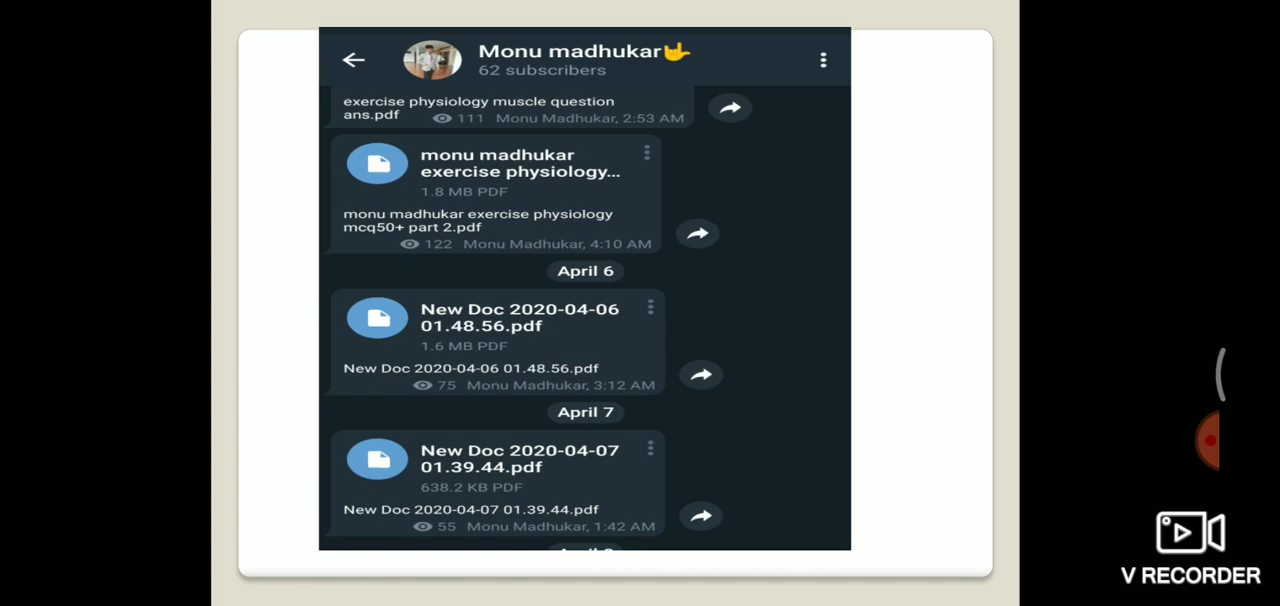 Monu madhukar🤟
62 subscribers
exercise physiology muscle question
ans.pdf
111 Monu Madhukar, 2:53 AM
monu madhukar
exercise physiology...
1.8 MB PDF
monu madhukar exercise physiology
mcq50+ part 2.pdf
122 Monu Madhukar, 4:10 AM
April 6
New Doc 2020-04-06
01.48.56.pdf
1.6 MB PDF
New Doc 2020-04-06 01.48.56.pdf
75 Monu Madhukar, 3:12 AM
April 7
New Doc 2020-04-07
01.39.44.pdf
638.2 KB PDF
New Doc 2020-04-07 01.39.44.pdf
55 Monu Madhukar, 1:42 AM
V RECORDER